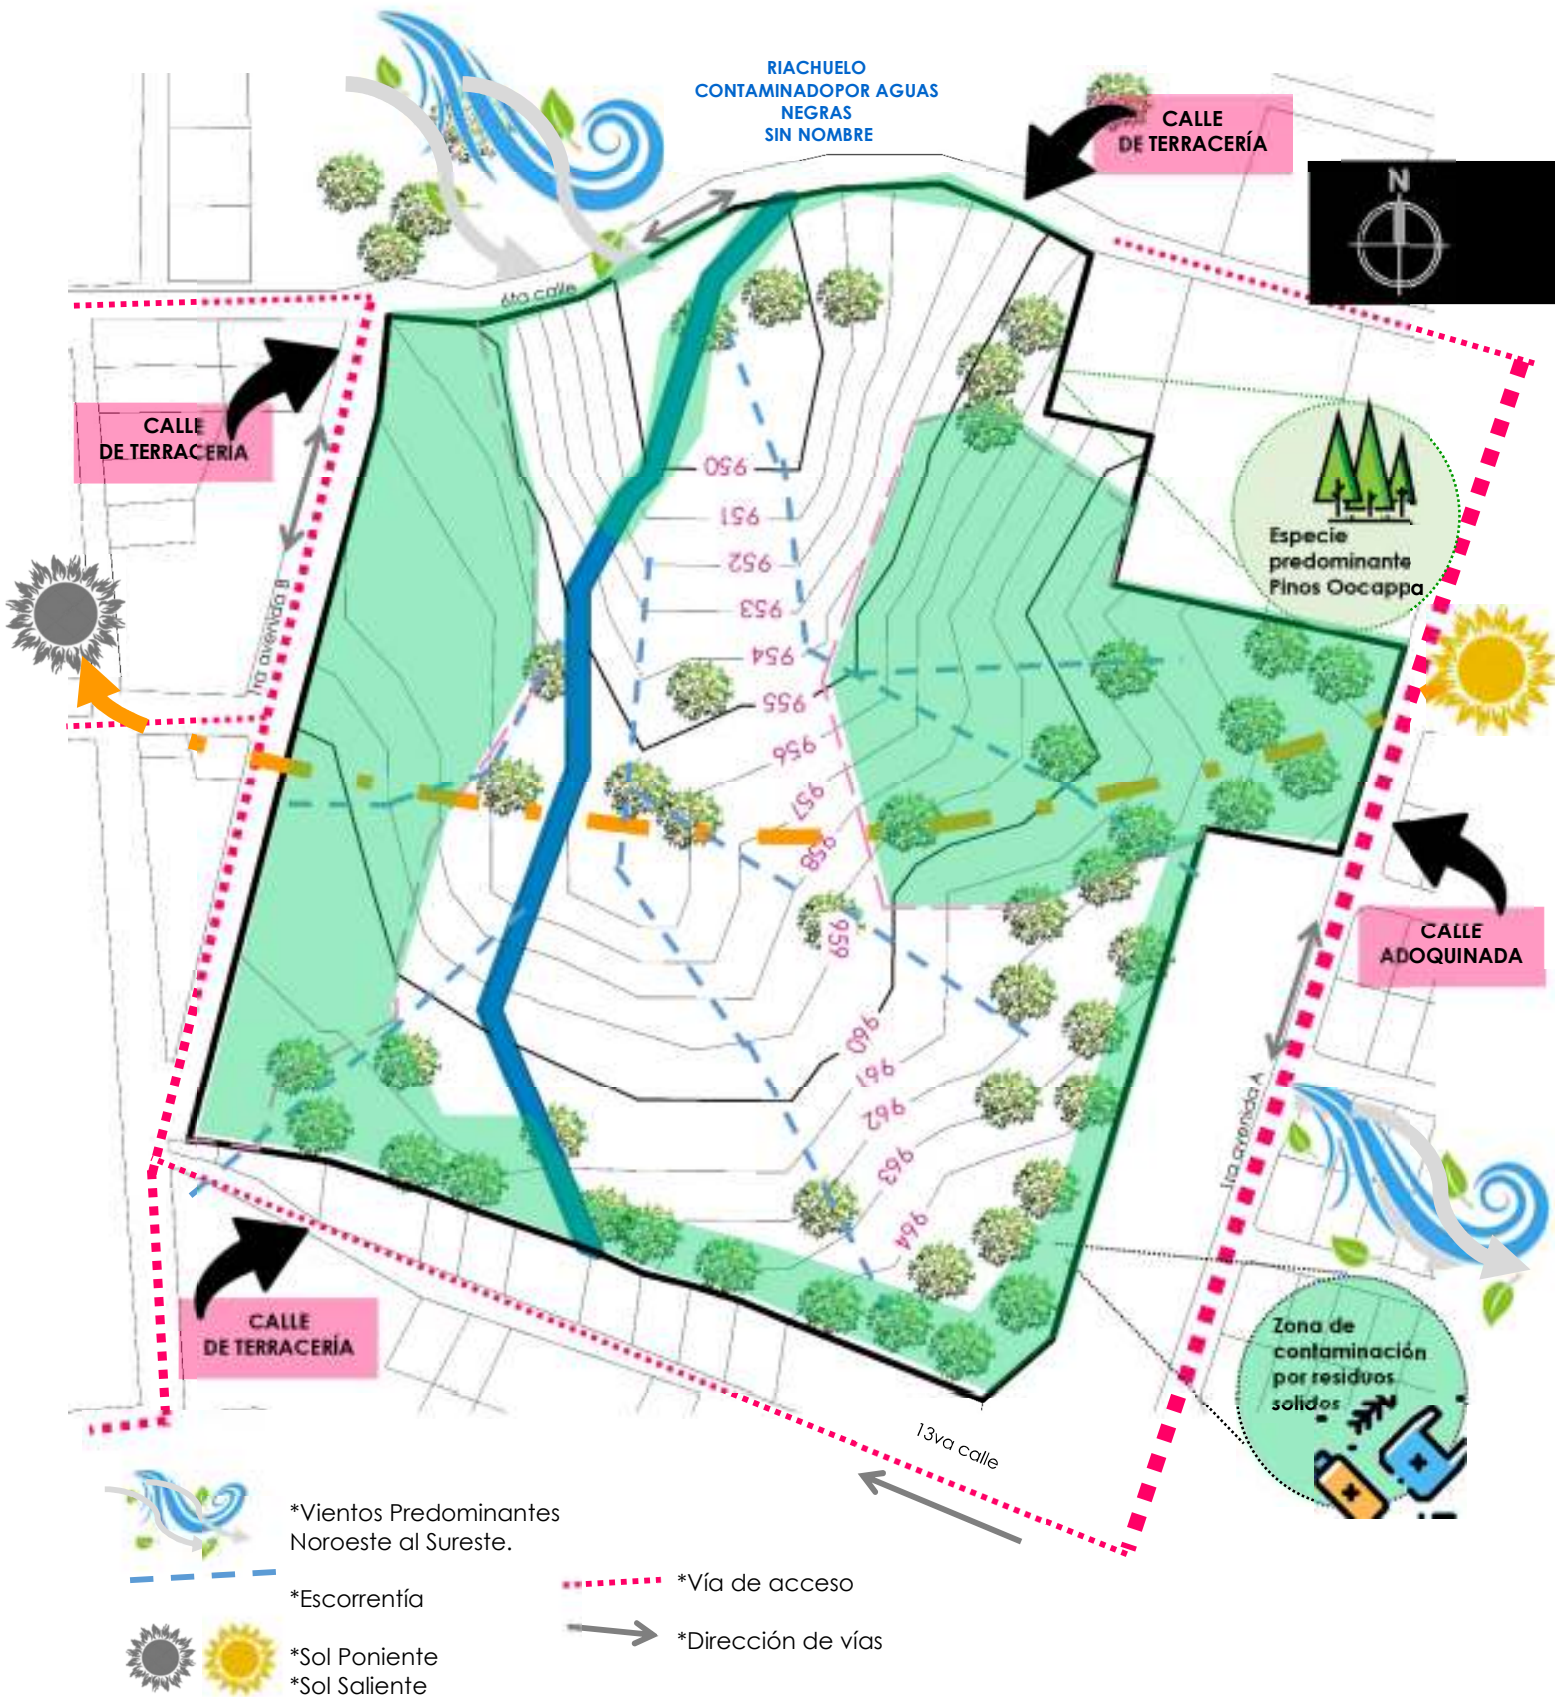 RIACHUELO
CONTAMINADOPOR AGUAS
NEGRAS
SIN NOMBRE
CALLE
DE TERRACERÍA
N
6ta calle
CALLE
DE TERRACERIA
950
951
952
953
954
955
956
957
958
959
960
961
962
963
964
Especie
predominante
Pinos Oocappa
1ra avenida B
CALLE
ADOQUINADA
1ta avenida A
CALLE
DE TERRACERÍA
Zona de
contaminación
por residuos
solidos
13va calle
*Vientos Predominantes
Noroeste al Sureste.
*Escorrentía
*Vía de acceso
*Dirección de vías
*Sol Poniente
*Sol Saliente